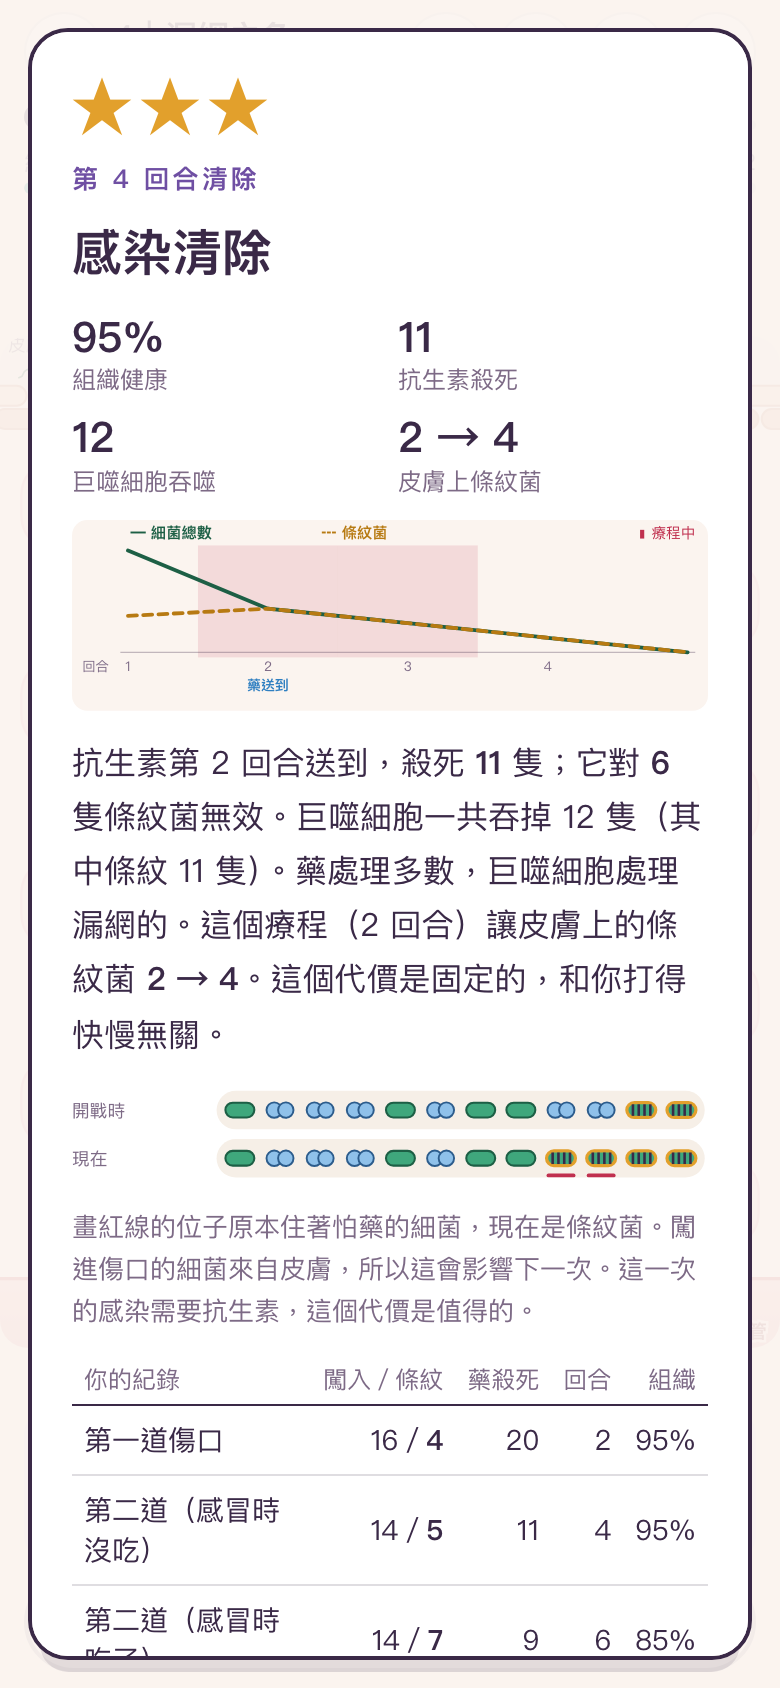 第 4 回合清除
感染清除
95%
組織健康
11
抗生素殺死
12
巨噬細胞吞噬
2 → 4
皮膚上條紋菌
細菌總數
條紋菌
療程中
回合 1 2 3 4
藥送到
抗生素第 2 回合送到，殺死 11 隻；它對 6
隻條紋菌無效。巨噬細胞一共吞掉 12 隻（其
中條紋 11 隻）。藥處理多數，巨噬細胞處理
漏網的。這個療程（2 回合）讓皮膚上的條
紋菌 2 → 4。這個代價是固定的，和你打得
快慢無關。
開戰時
現在
畫紅線的位子原本住著怕藥的細菌，現在是條紋菌。闖
進傷口的細菌來自皮膚，所以這會影響下一次。這一次
的感染需要抗生素，這個代價是值得的。
你的紀錄 闖入 / 條紋 藥殺死 回合 組織
第一道傷口 16 / 4 20 2 95%
第二道（感冒時
沒吃） 14 / 5 11 4 95%
第二道（感冒時
14 / 7 9 6 85%